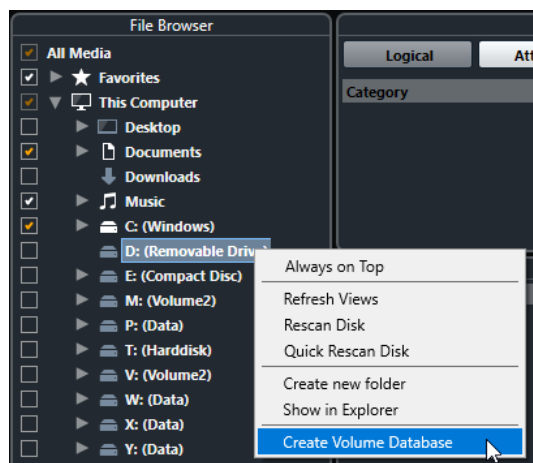 File Browser
All Media
Favorites
This Computer
Desktop
Documents
Downloads
Music
C: (Windows)
D: (Removable Driv
E: (Compact Disc)
M: (Volume2)
P: (Data)
T: (Harddisk)
V: (Volume2)
W: (Data)
X: (Data)
Y: (Data)
Logical
Att
Category
Always on Top
Refresh Views
Rescan Disk
Quick Rescan Disk
Create new folder
Show in Explorer
Create Volume Database